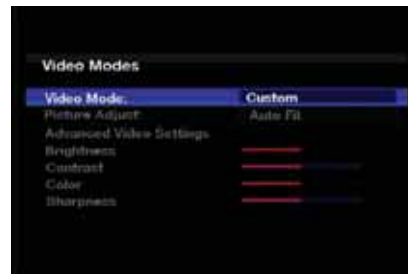 Video Modes
Video Mode: Custom
Picture Adjust: Auto Fit
Advanced Video Settings
Brightness
Contrast
Color
Sharpness